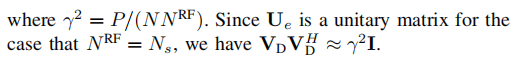 where γ² = P/(NN^RF). Since U_e is a unitary matrix for the
case that N^RF = N_s, we have V_D V_D^H ≈ γ²I.